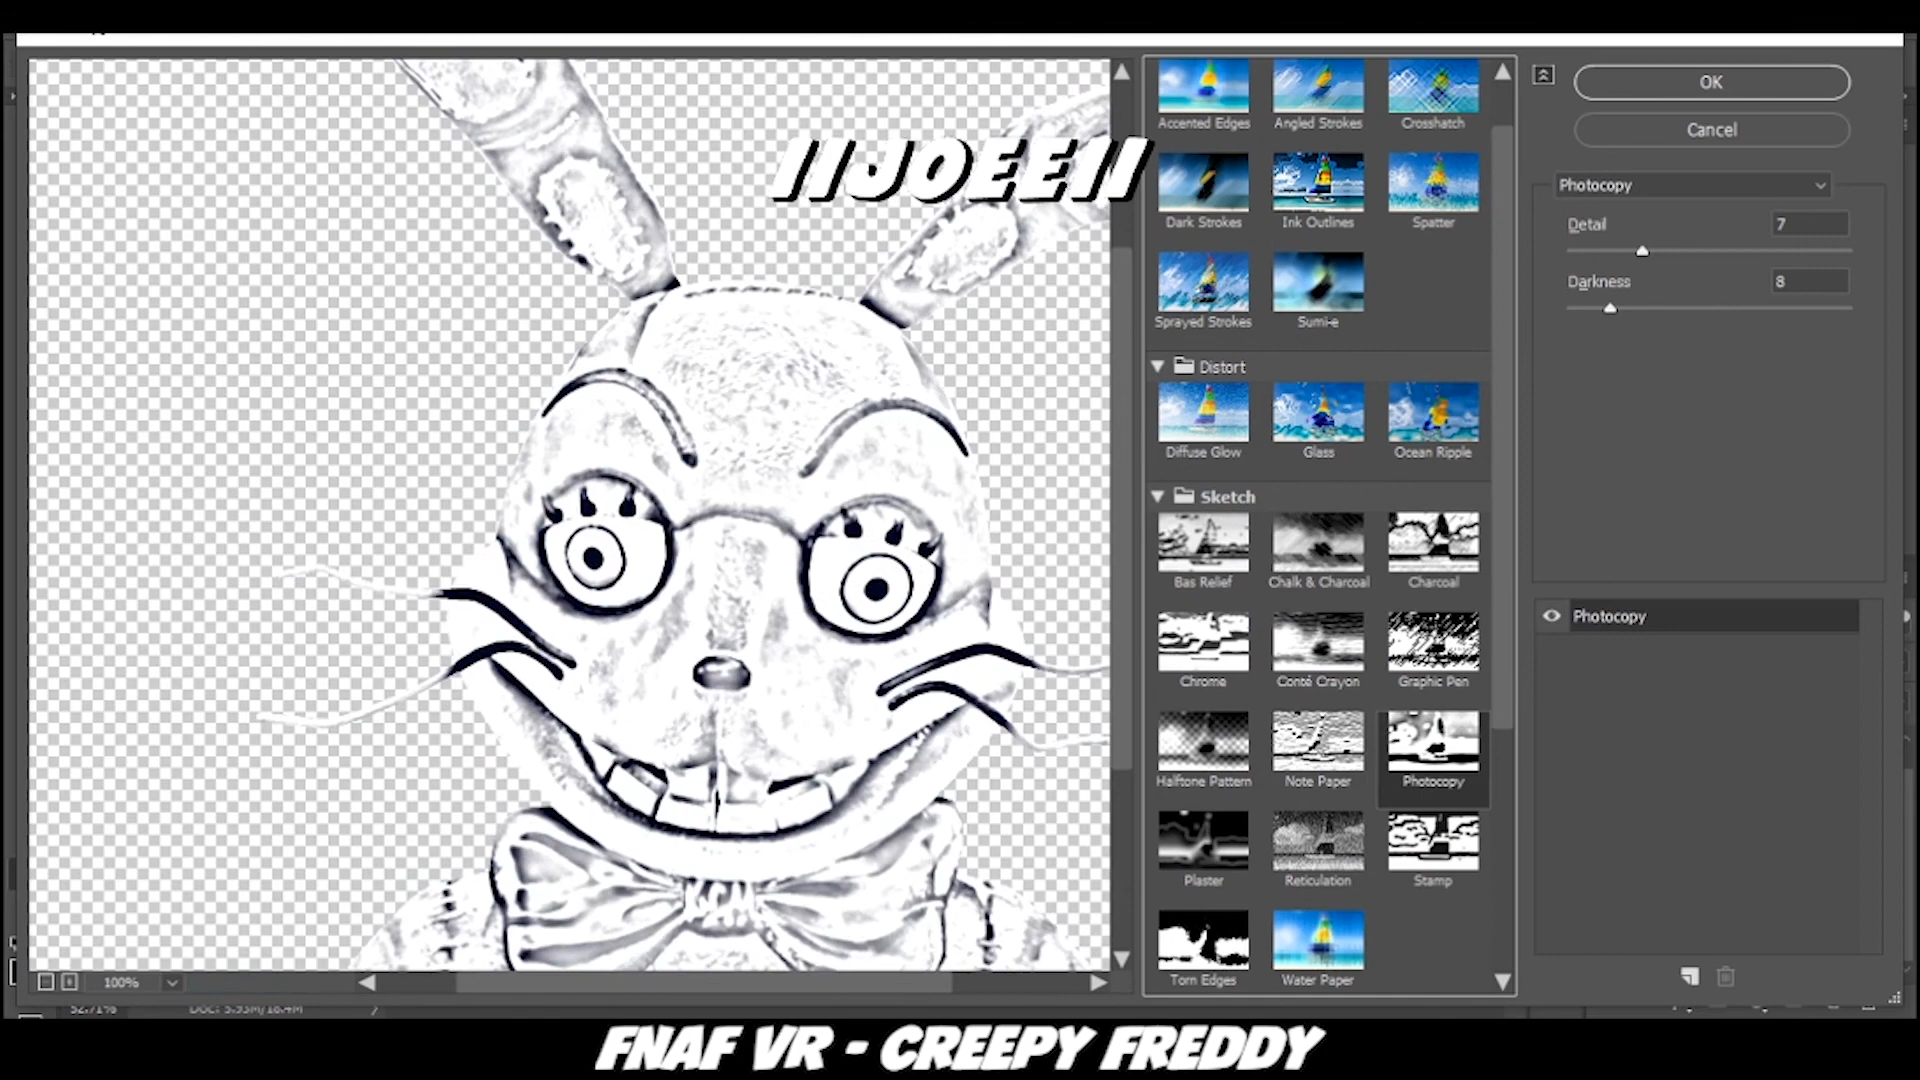 Accented Edges
Angled Strokes
Crosshatch
OK
Cancel
IIJOEEII
Dark Strokes
Ink Outlines
Spatter
Photocopy
Detail
7
Darkness
8
Sprayed Strokes
Sumi-e
Distort
Diffuse Glow
Glass
Ocean Ripple
Sketch
Bas Relief
Chalk & Charcoal
Charcoal
Photocopy
Chrome
Conté Crayon
Graphic Pen
Halftone Pattern
Note Paper
Photocopy
Plaster
Reticulation
Stamp
Torn Edges
Water Paper
100%
52.71%
FNAF VR - CREEPY FREDDY